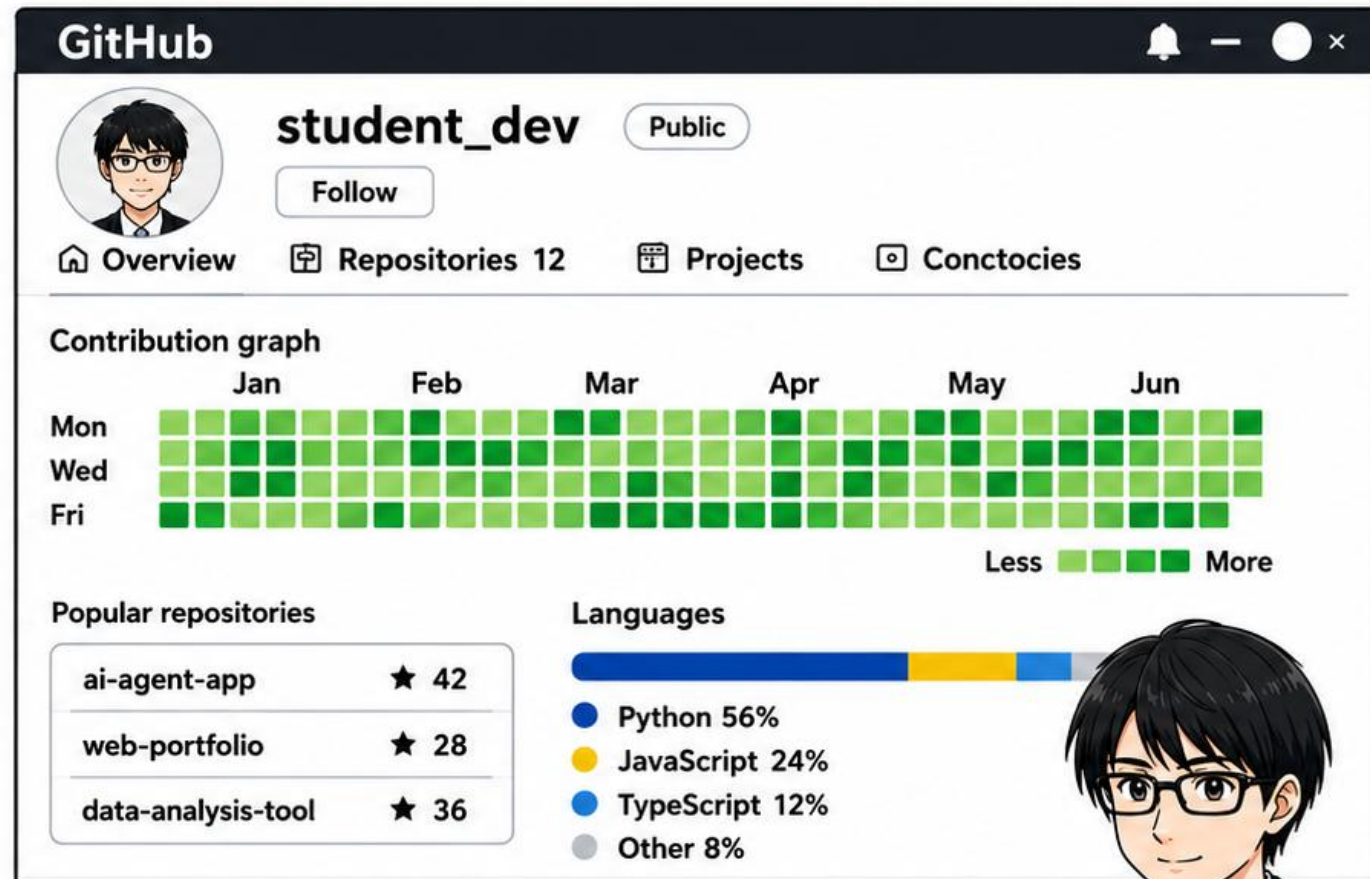 GitHub
student_dev Public
Follow
Overview Repositories 12 Projects Conctocies
Contribution graph
Jan Feb Mar Apr May Jun
Mon
Wed
Fri
Less More
Popular repositories
ai-agent-app ★ 42
web-portfolio ★ 28
data-analysis-tool ★ 36
Languages
Python 56%
JavaScript 24%
TypeScript 12%
Other 8%